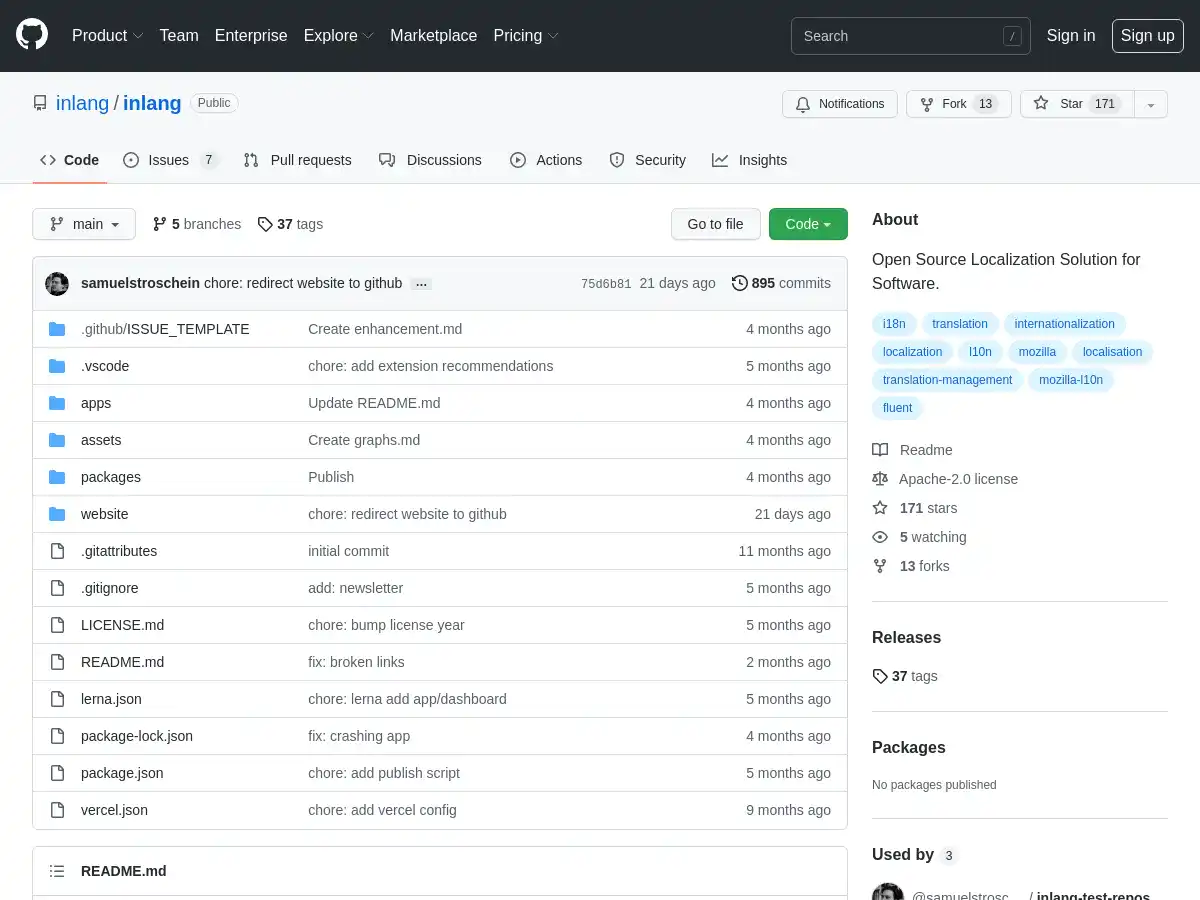 Product Team Enterprise Explore Marketplace Pricing Search / Sign in Sign up
inlang / inlang Public Notifications Fork 13 Star 171
Code Issues 7 Pull requests Discussions Actions Security Insights
main 5 branches 37 tags Go to file Code
samuelstroschein chore: redirect website to github … 75d6b81 21 days ago 895 commits
.github/ISSUE_TEMPLATE Create enhancement.md 4 months ago
.vscode chore: add extension recommendations 5 months ago
apps Update README.md 4 months ago
assets Create graphs.md 4 months ago
packages Publish 4 months ago
website chore: redirect website to github 21 days ago
.gitattributes initial commit 11 months ago
.gitignore add: newsletter 5 months ago
LICENSE.md chore: bump license year 5 months ago
README.md fix: broken links 2 months ago
lerna.json chore: lerna add app/dashboard 5 months ago
package-lock.json fix: crashing app 4 months ago
package.json chore: add publish script 5 months ago
vercel.json chore: add vercel config 9 months ago
README.md
About
Open Source Localization Solution for
Software.
i18n translation internationalization
localization l10n mozilla localisation
translation-management mozilla-l10n
fluent
Readme
Apache-2.0 license
171 stars
5 watching
13 forks
Releases
37 tags
Packages
No packages published
Used by 3
@samuelstrosc... / inlang-test-repos